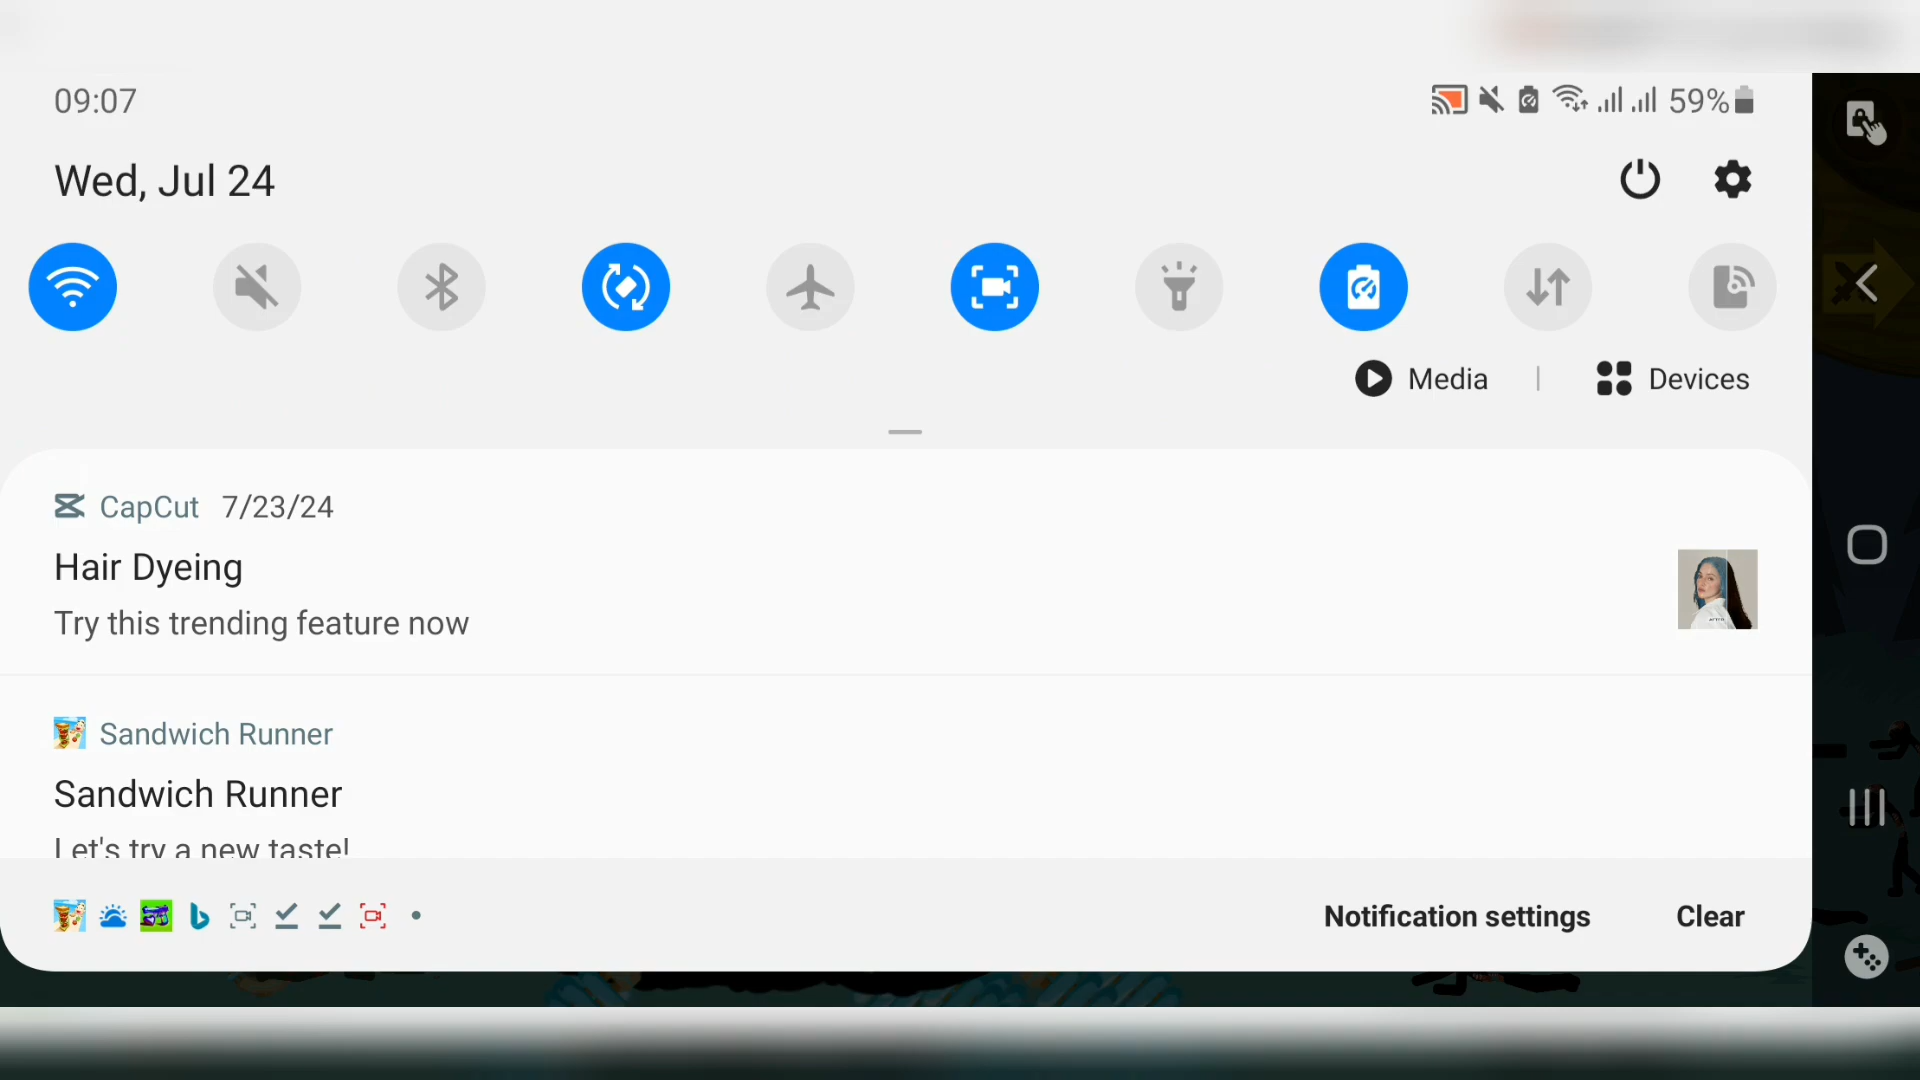 09:07
59%
Wed, Jul 24
Media
Devices
CapCut 7/23/24
Hair Dyeing
Try this trending feature now
Sandwich Runner
Sandwich Runner
Let's try a new taste!
Notification settings
Clear